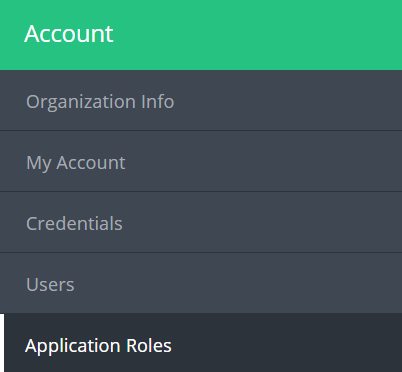 Account
Organization Info
My Account
Credentials
Users
Application Roles